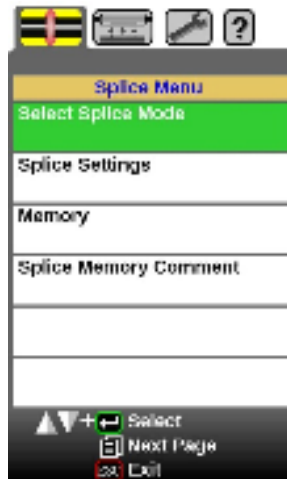 ?
Splice Menu
Select Splice Mode
Splice Settings
Memory
Splice Memory Comment
+ Select
Next Page
Exit